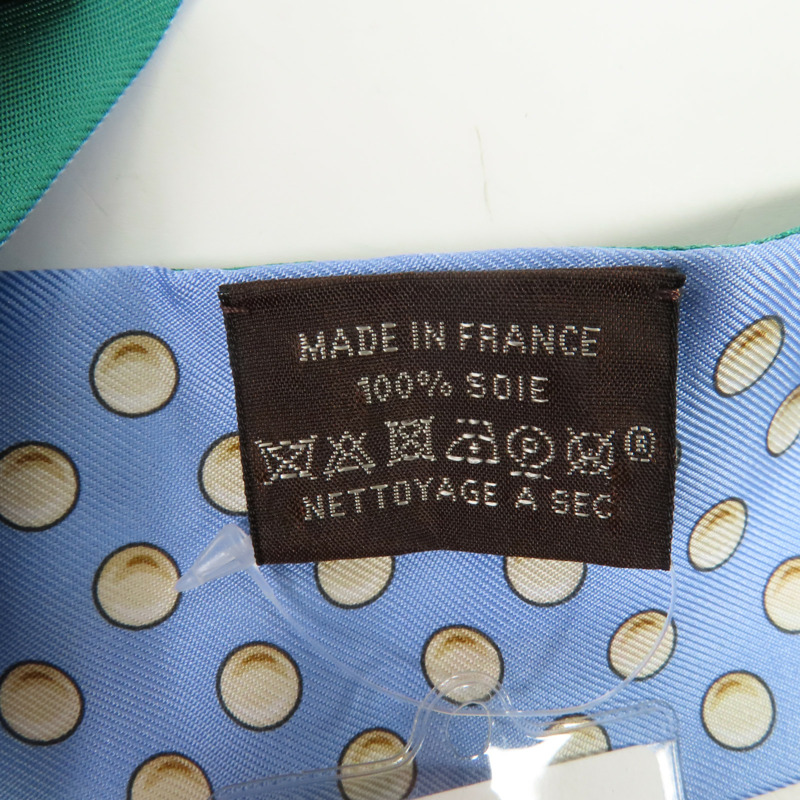 MADE IN FRANCE
100% SOIE
P ®
NETTOYAGE A SEC